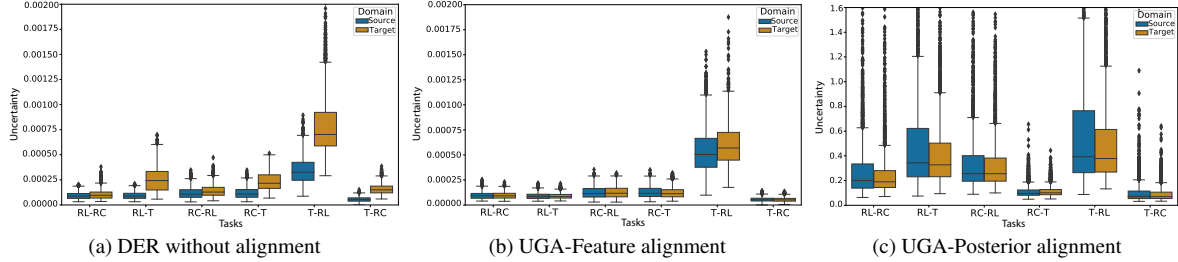 Uncertainty
0.00200
0.00175
0.00150
0.00125
0.00100
0.00075
0.00050
0.00025
0.00000
Domain
Source
Target
RL-RC RL-T RC-RL RC-T T-RL T-RC
Tasks
(a) DER without alignment
Uncertainty
0.00200
0.00175
0.00150
0.00125
0.00100
0.00075
0.00050
0.00025
0.00000
Domain
Source
Target
RL-RC RL-T RC-RL RC-T T-RL T-RC
Tasks
(b) UGA-Feature alignment
Uncertainty
1.6
1.4
1.2
1.0
0.8
0.6
0.4
0.2
0.0
Domain
Source
Target
RL-RC RL-T RC-RL RC-T T-RL T-RC
Tasks
(c) UGA-Posterior alignment